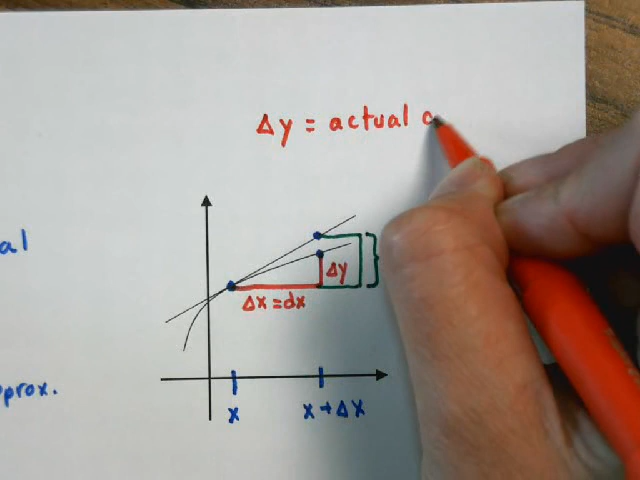 Δy = actual
al
Δy
Δx = dx
prox.
x
x + Δx